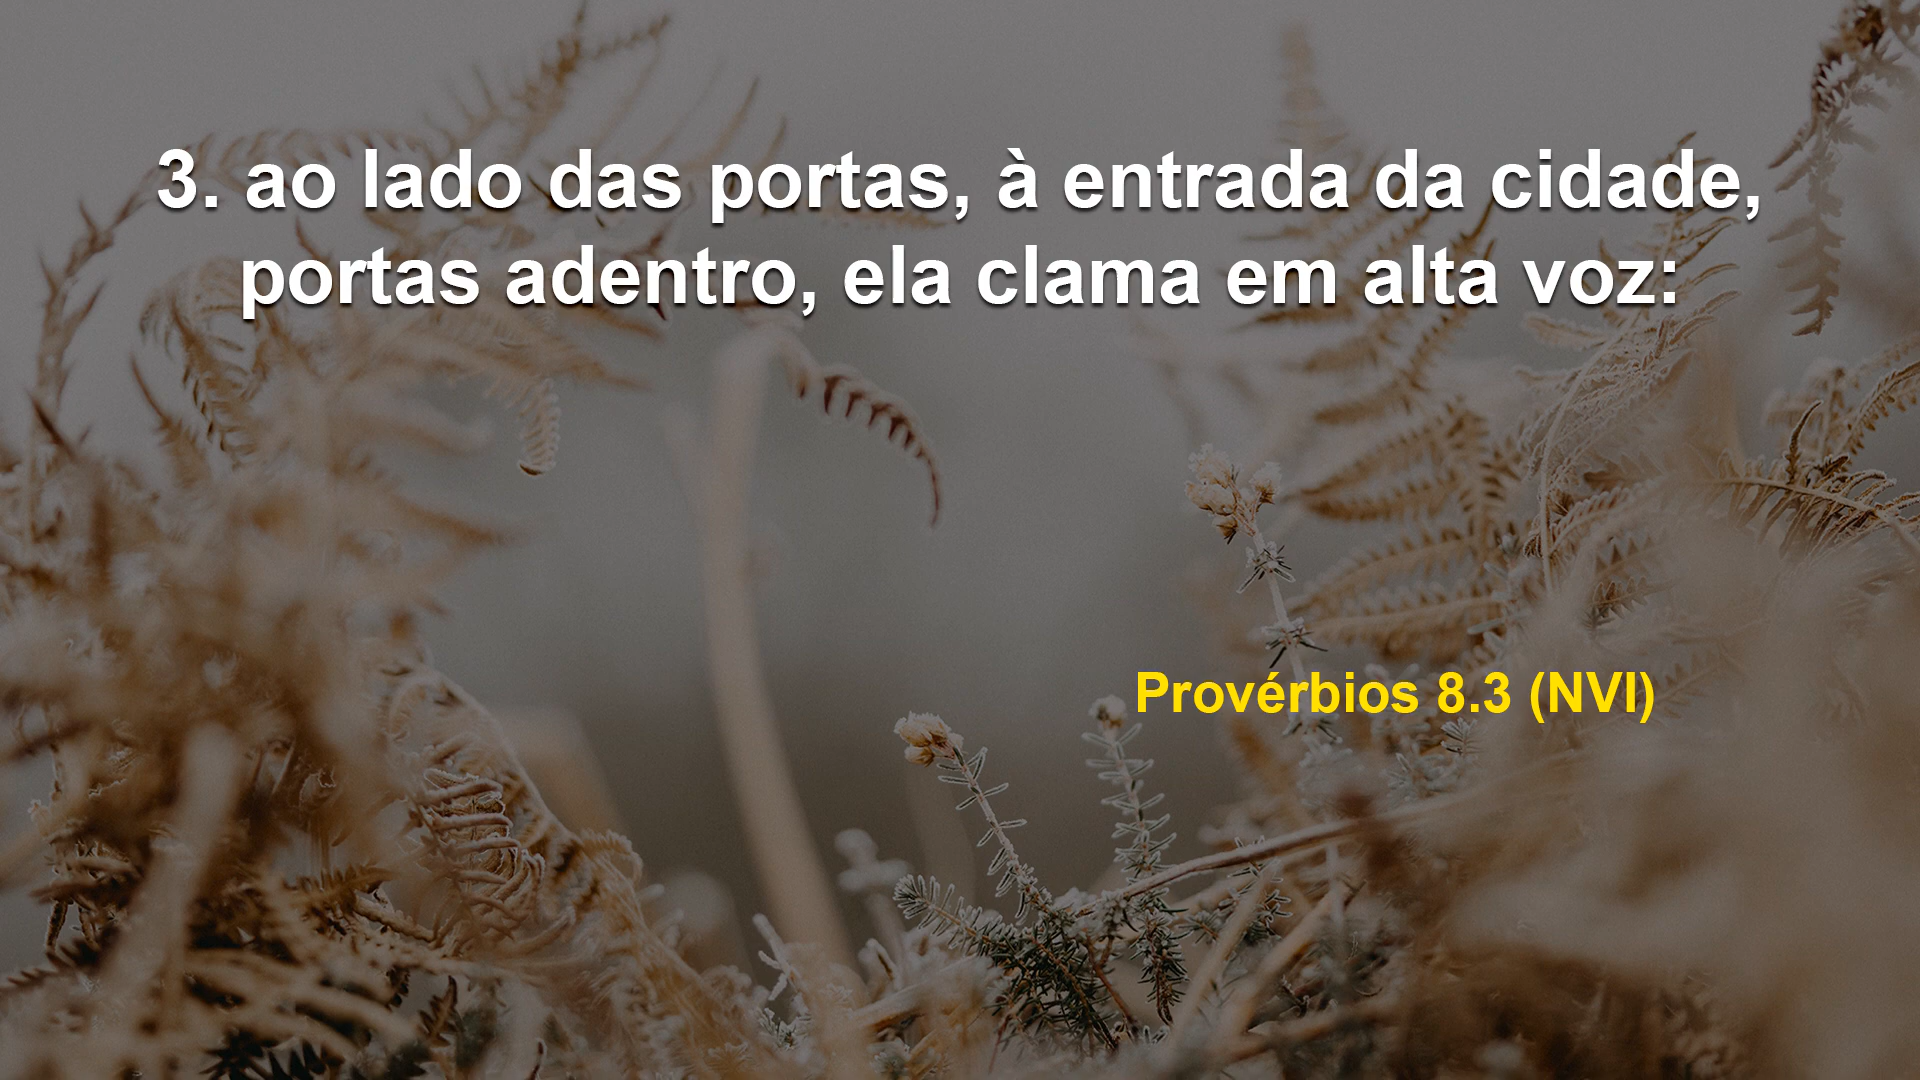 3. ao lado das portas, à entrada da cidade,
portas adentro, ela clama em alta voz:
Provérbios 8.3 (NVI)